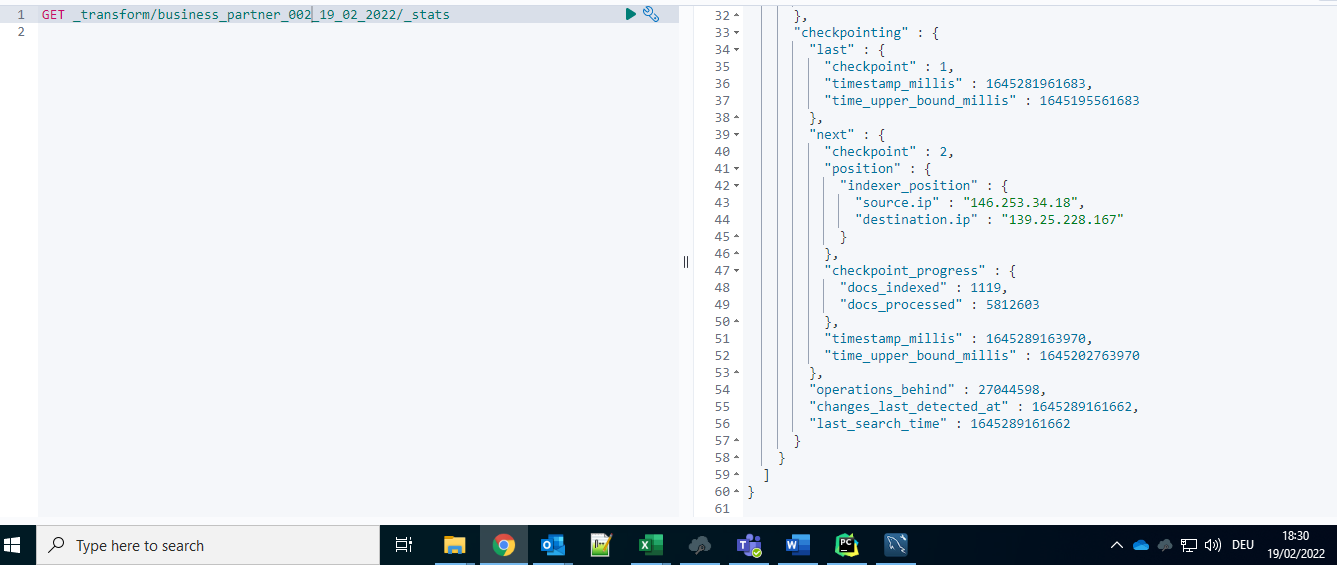 1 GET _transform/business_partner_002_19_02_2022/_stats
2
32 },
33 "checkpointing" : {
34 "last" : {
35 "checkpoint" : 1,
36 "timestamp_millis" : 1645281961683,
37 "time_upper_bound_millis" : 1645195561683
38 },
39 "next" : {
40 "checkpoint" : 2,
41 "position" : {
42 "indexer_position" : {
43 "source.ip" : "146.253.34.18",
44 "destination.ip" : "139.25.228.167"
45 }
46 },
47 "checkpoint_progress" : {
48 "docs_indexed" : 1119,
49 "docs_processed" : 5812603
50 },
51 "timestamp_millis" : 1645289163970,
52 "time_upper_bound_millis" : 1645202763970
53 },
54 "operations_behind" : 27044598,
55 "changes_last_detected_at" : 1645289161662,
56 "last_search_time" : 1645289161662
57 }
58 }
59 ]
60 }
61
Type here to search
DEU
18:30
19/02/2022